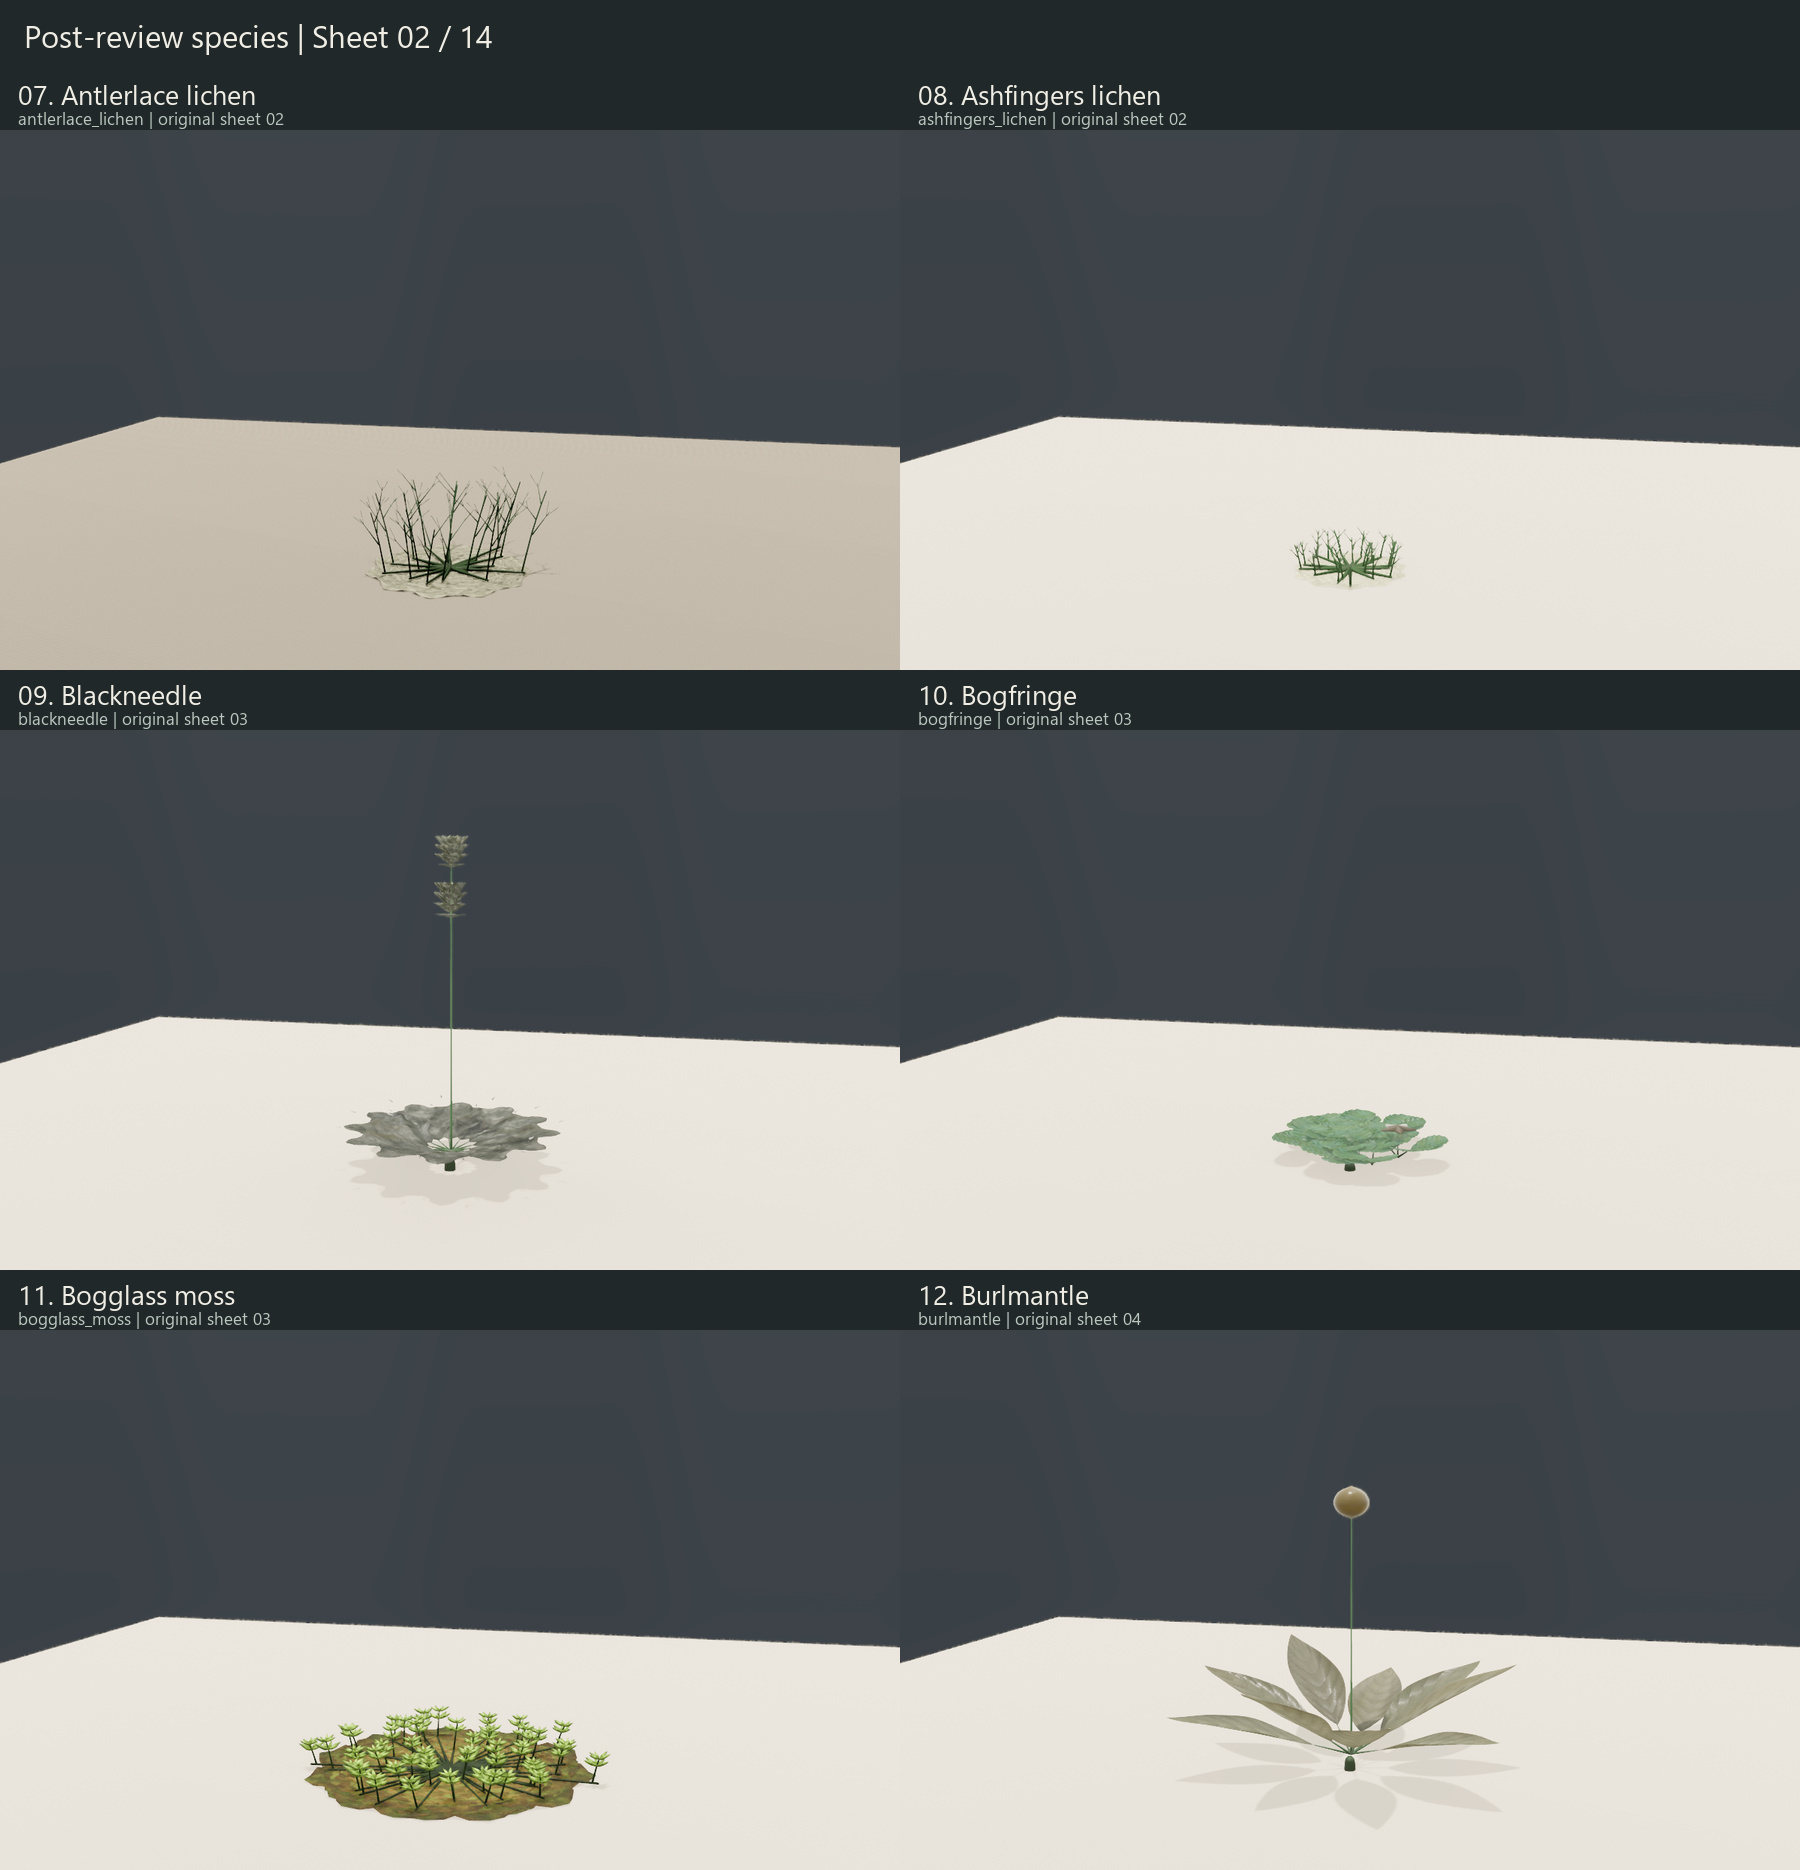 Post-review species | Sheet 02 / 14
07. Antlerlace lichen
antlerlace_lichen | original sheet 02
08. Ashfingers lichen
ashfingers_lichen | original sheet 02
09. Blackneedle
blackneedle | original sheet 03
10. Bogfringe
bogfringe | original sheet 03
11. Bogglass moss
bogglass_moss | original sheet 03
12. Burlmantle
burlmantle | original sheet 04